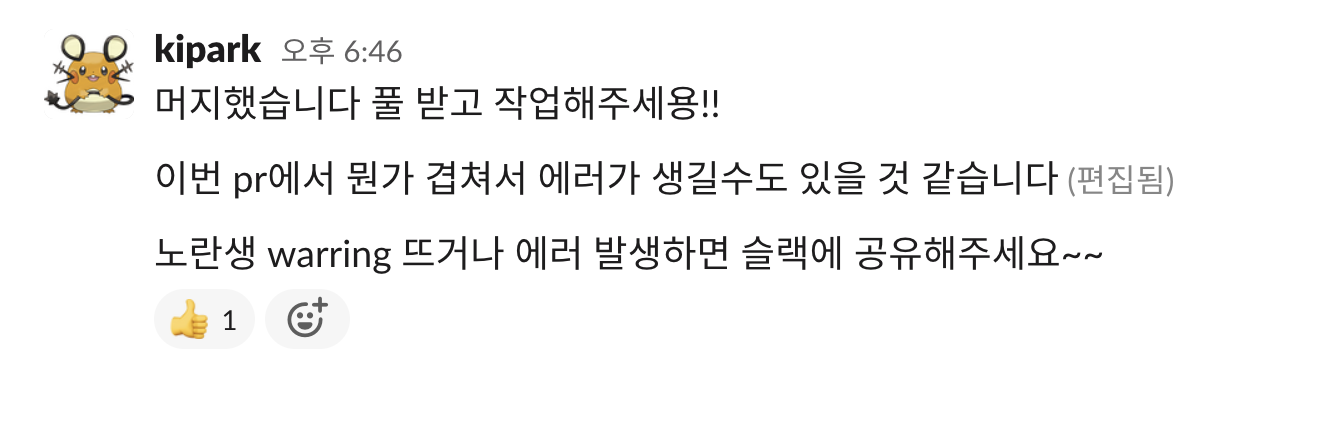 kipark 오후 6:46
머지했습니다 풀 받고 작업해주세용!!
이번 pr에서 뭔가 겹쳐서 에러가 생길수도 있을 것 같습니다 (편집됨)
노란생 warring 뜨거나 에러 발생하면 슬랙에 공유해주세요~~
1